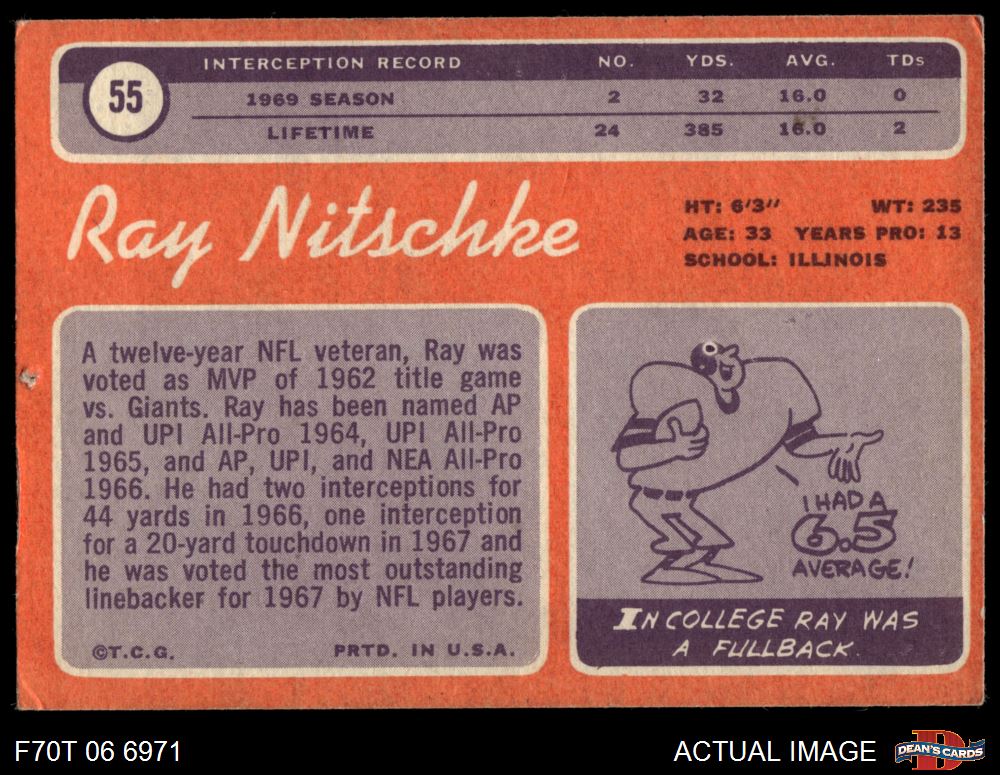 55
INTERCEPTION RECORD NO. YDS. AVG. TDs
1969 SEASON 2 32 16.0 0
LIFETIME 24 385 16.0 2
Ray Nitschke
HT: 6'3" WT: 235
AGE: 33 YEARS PRO: 13
SCHOOL: ILLINOIS
A twelve-year NFL veteran, Ray was
voted as MVP of 1962 title game
vs. Giants. Ray has been named AP
and UPI All-Pro 1964, UPI All-Pro
1965, and AP, UPI, and NEA All-Pro
1966. He had two interceptions for
44 yards in 1966, one interception
for a 20-yard touchdown in 1967 and
he was voted the most outstanding
linebacker for 1967 by NFL players.
©T.C.G. PRTD. IN U.S.A.
I HAD A
6.5
AVERAGE!
IN COLLEGE RAY WAS
A FULLBACK.
F70T 06 6971
ACTUAL IMAGE
D
DEAN'S CARDS